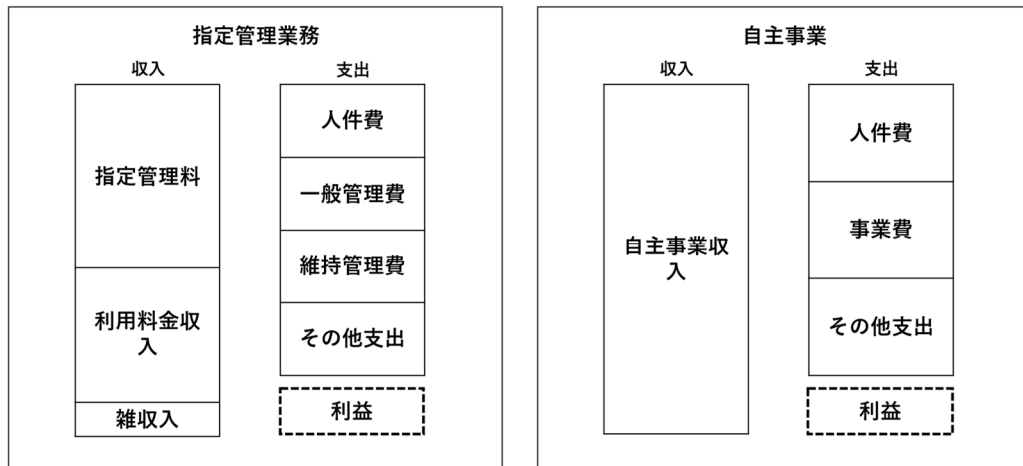 指定管理業務
収入
指定管理料
利用料金収
入
雑収入
支出
人件費
一般管理費
維持管理費
その他支出
利益
自主事業
収入
自主事業収
入
支出
人件費
事業費
その他支出
利益